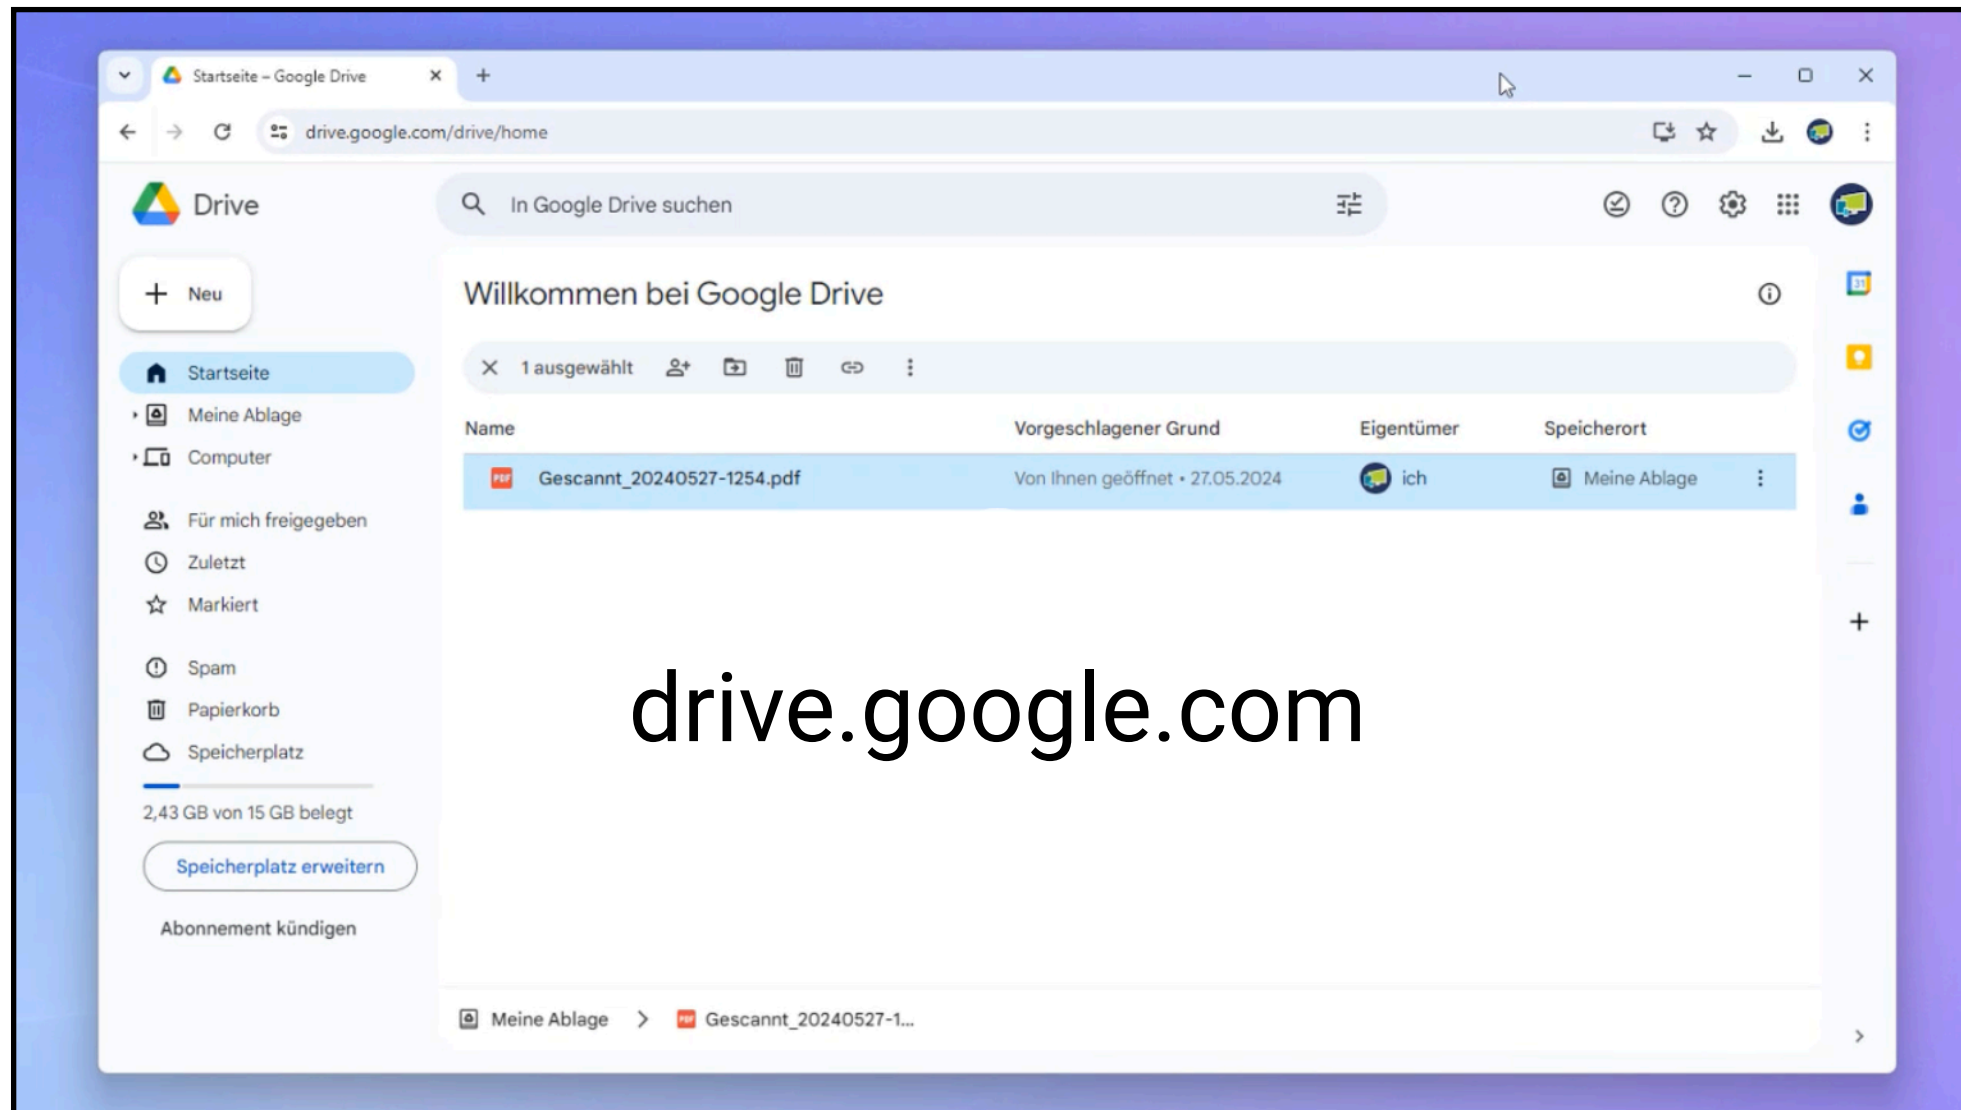 Startseite – Google Drive
drive.google.com/drive/home
Drive
In Google Drive suchen
Neu
Willkommen bei Google Drive
31
Startseite
1 ausgewählt
Meine Ablage
Name Vorgeschlagener Grund Eigentümer Speicherort
Computer
PDF Gescannt_20240527-1254.pdf Von Ihnen geöffnet • 27.05.2024 ich Meine Ablage
Für mich freigegeben
Zuletzt
Markiert
Spam
Papierkorb
drive.google.com
Speicherplatz
2,43 GB von 15 GB belegt
Speicherplatz erweitern
Abonnement kündigen
Meine Ablage PDF Gescannt_20240527-1...